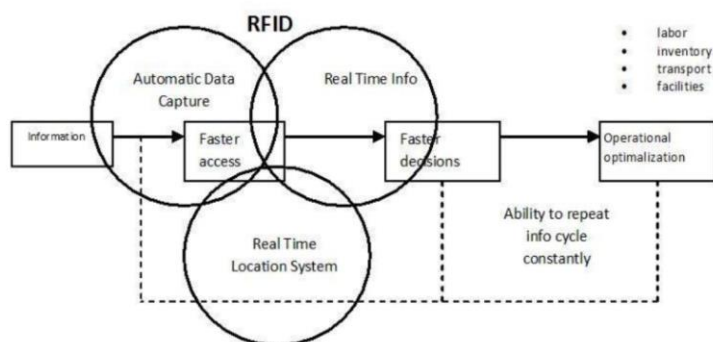 RFID
• labor
• inventory
• transport
• facilities
Automatic Data
Capture
Real Time Info
Information
Faster
access
Faster
decisions
Operational
optimalization
Real Time
Location System
Ability to repeat
info cycle
constantly